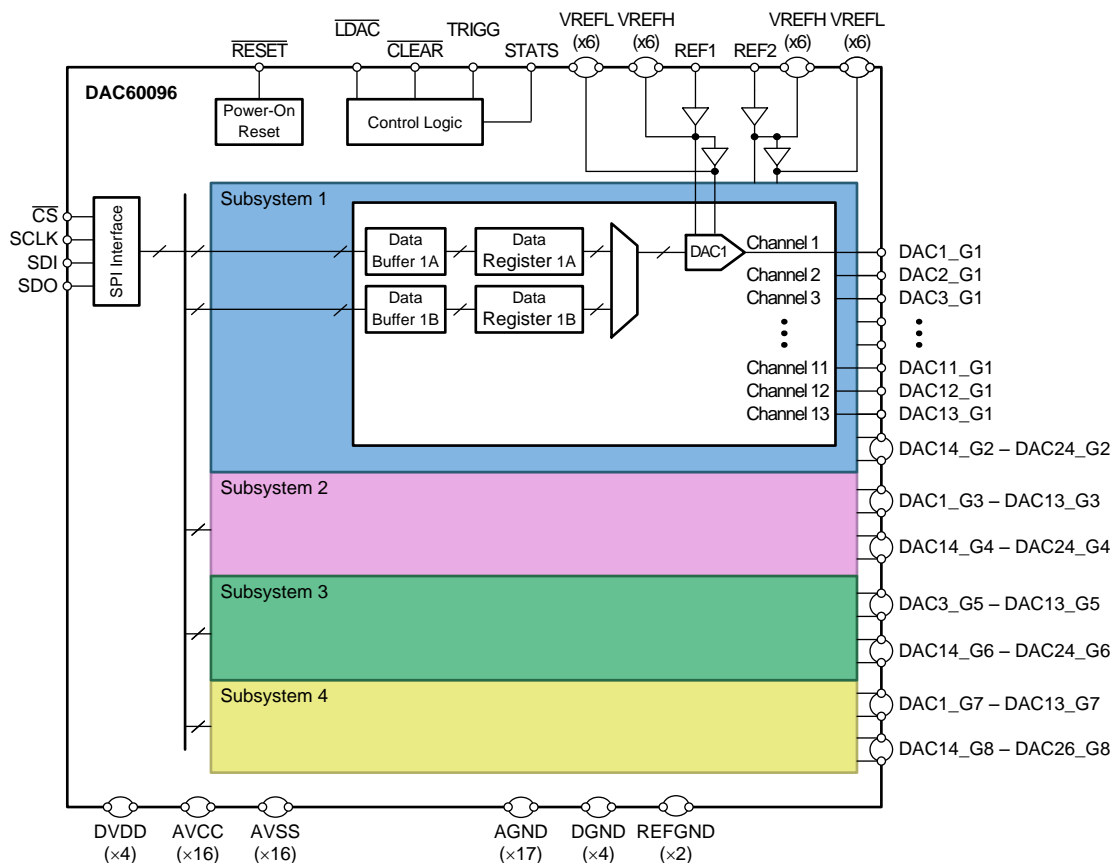 LDAC
TRIGG
VREFL
VREFH
VREFH
VREFL
RESET
CLEAR
STATS
(x6)
(x6)
REF1
REF2
(x6)
(x6)
DAC60096
Power-On
Reset
Control Logic
CS
SCLK
SDI
SDO
SPI Interface
Subsystem 1
Data
Buffer 1A
Data
Register 1A
DAC1
Data
Buffer 1B
Data
Register 1B
Channel 1
Channel 2
Channel 3
Channel 11
Channel 12
Channel 13
DAC1_G1
DAC2_G1
DAC3_G1
DAC11_G1
DAC12_G1
DAC13_G1
DAC14_G2 – DAC24_G2
Subsystem 2
DAC1_G3 – DAC13_G3
DAC14_G4 – DAC24_G4
Subsystem 3
DAC3_G5 – DAC13_G5
DAC14_G6 – DAC24_G6
Subsystem 4
DAC1_G7 – DAC13_G7
DAC14_G8 – DAC26_G8
DVDD
(×4)
AVCC
(×16)
AVSS
(×16)
AGND
(×17)
DGND
(×4)
REFGND
(×2)